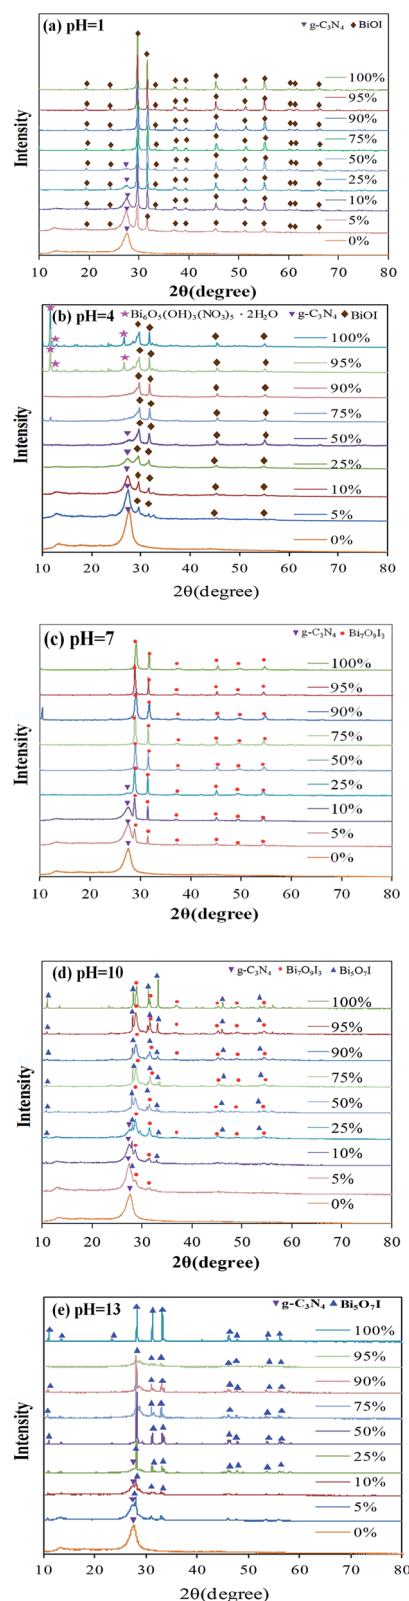 (a) pH=1 ▼ g-C₃N₄ ◆ BiOI
Intensity
100%
95%
90%
75%
50%
25%
10%
5%
0%
10 20 30 40 50 60 70 80
2θ(degree)
(b) pH=4 ★Bi₆O₅(OH)₃(NO₃)₅ · 2H₂O ▼g-C₃N₄ ◆ BiOI
Intensity
100%
95%
90%
75%
50%
25%
10%
5%
0%
10 20 30 40 50 60 70 80
2θ(degree)
(c) pH=7 ▼g-C₃N₄ • Bi₇O₉I₃
Intensity
100%
95%
90%
75%
50%
25%
10%
5%
0%
10 20 30 40 50 60 70 80
2θ(degree)
(d) pH=10 ▼g-C₃N₄ • Bi₇O₉I₃ ▲Bi₅O₇I
Intensity
100%
95%
90%
75%
50%
25%
10%
5%
0%
10 20 30 40 50 60 70 80
2θ(degree)
(e) pH=13 ▼g-C₃N₄ ▲ Bi₅O₇I
Intensity
100%
95%
90%
75%
50%
25%
10%
5%
0%
10 20 30 40 50 60 70 80
2θ(degree)